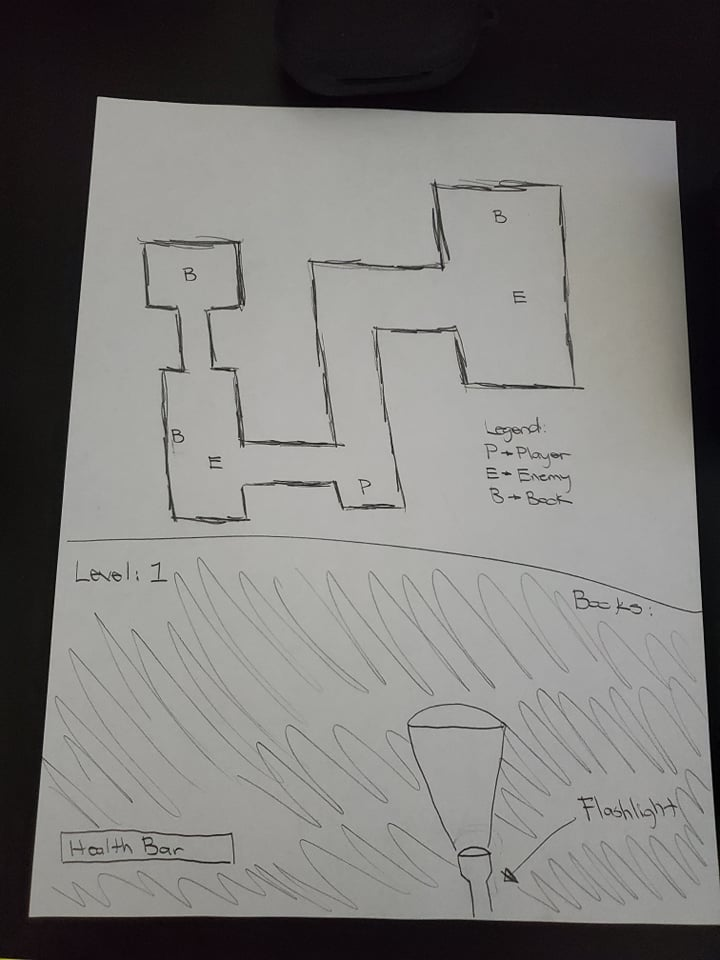 B
B
E
B
E
P
Legend:
P → Player
E → Enemy
B → Book
Level: 1
Books:
Flashlight
Health Bar